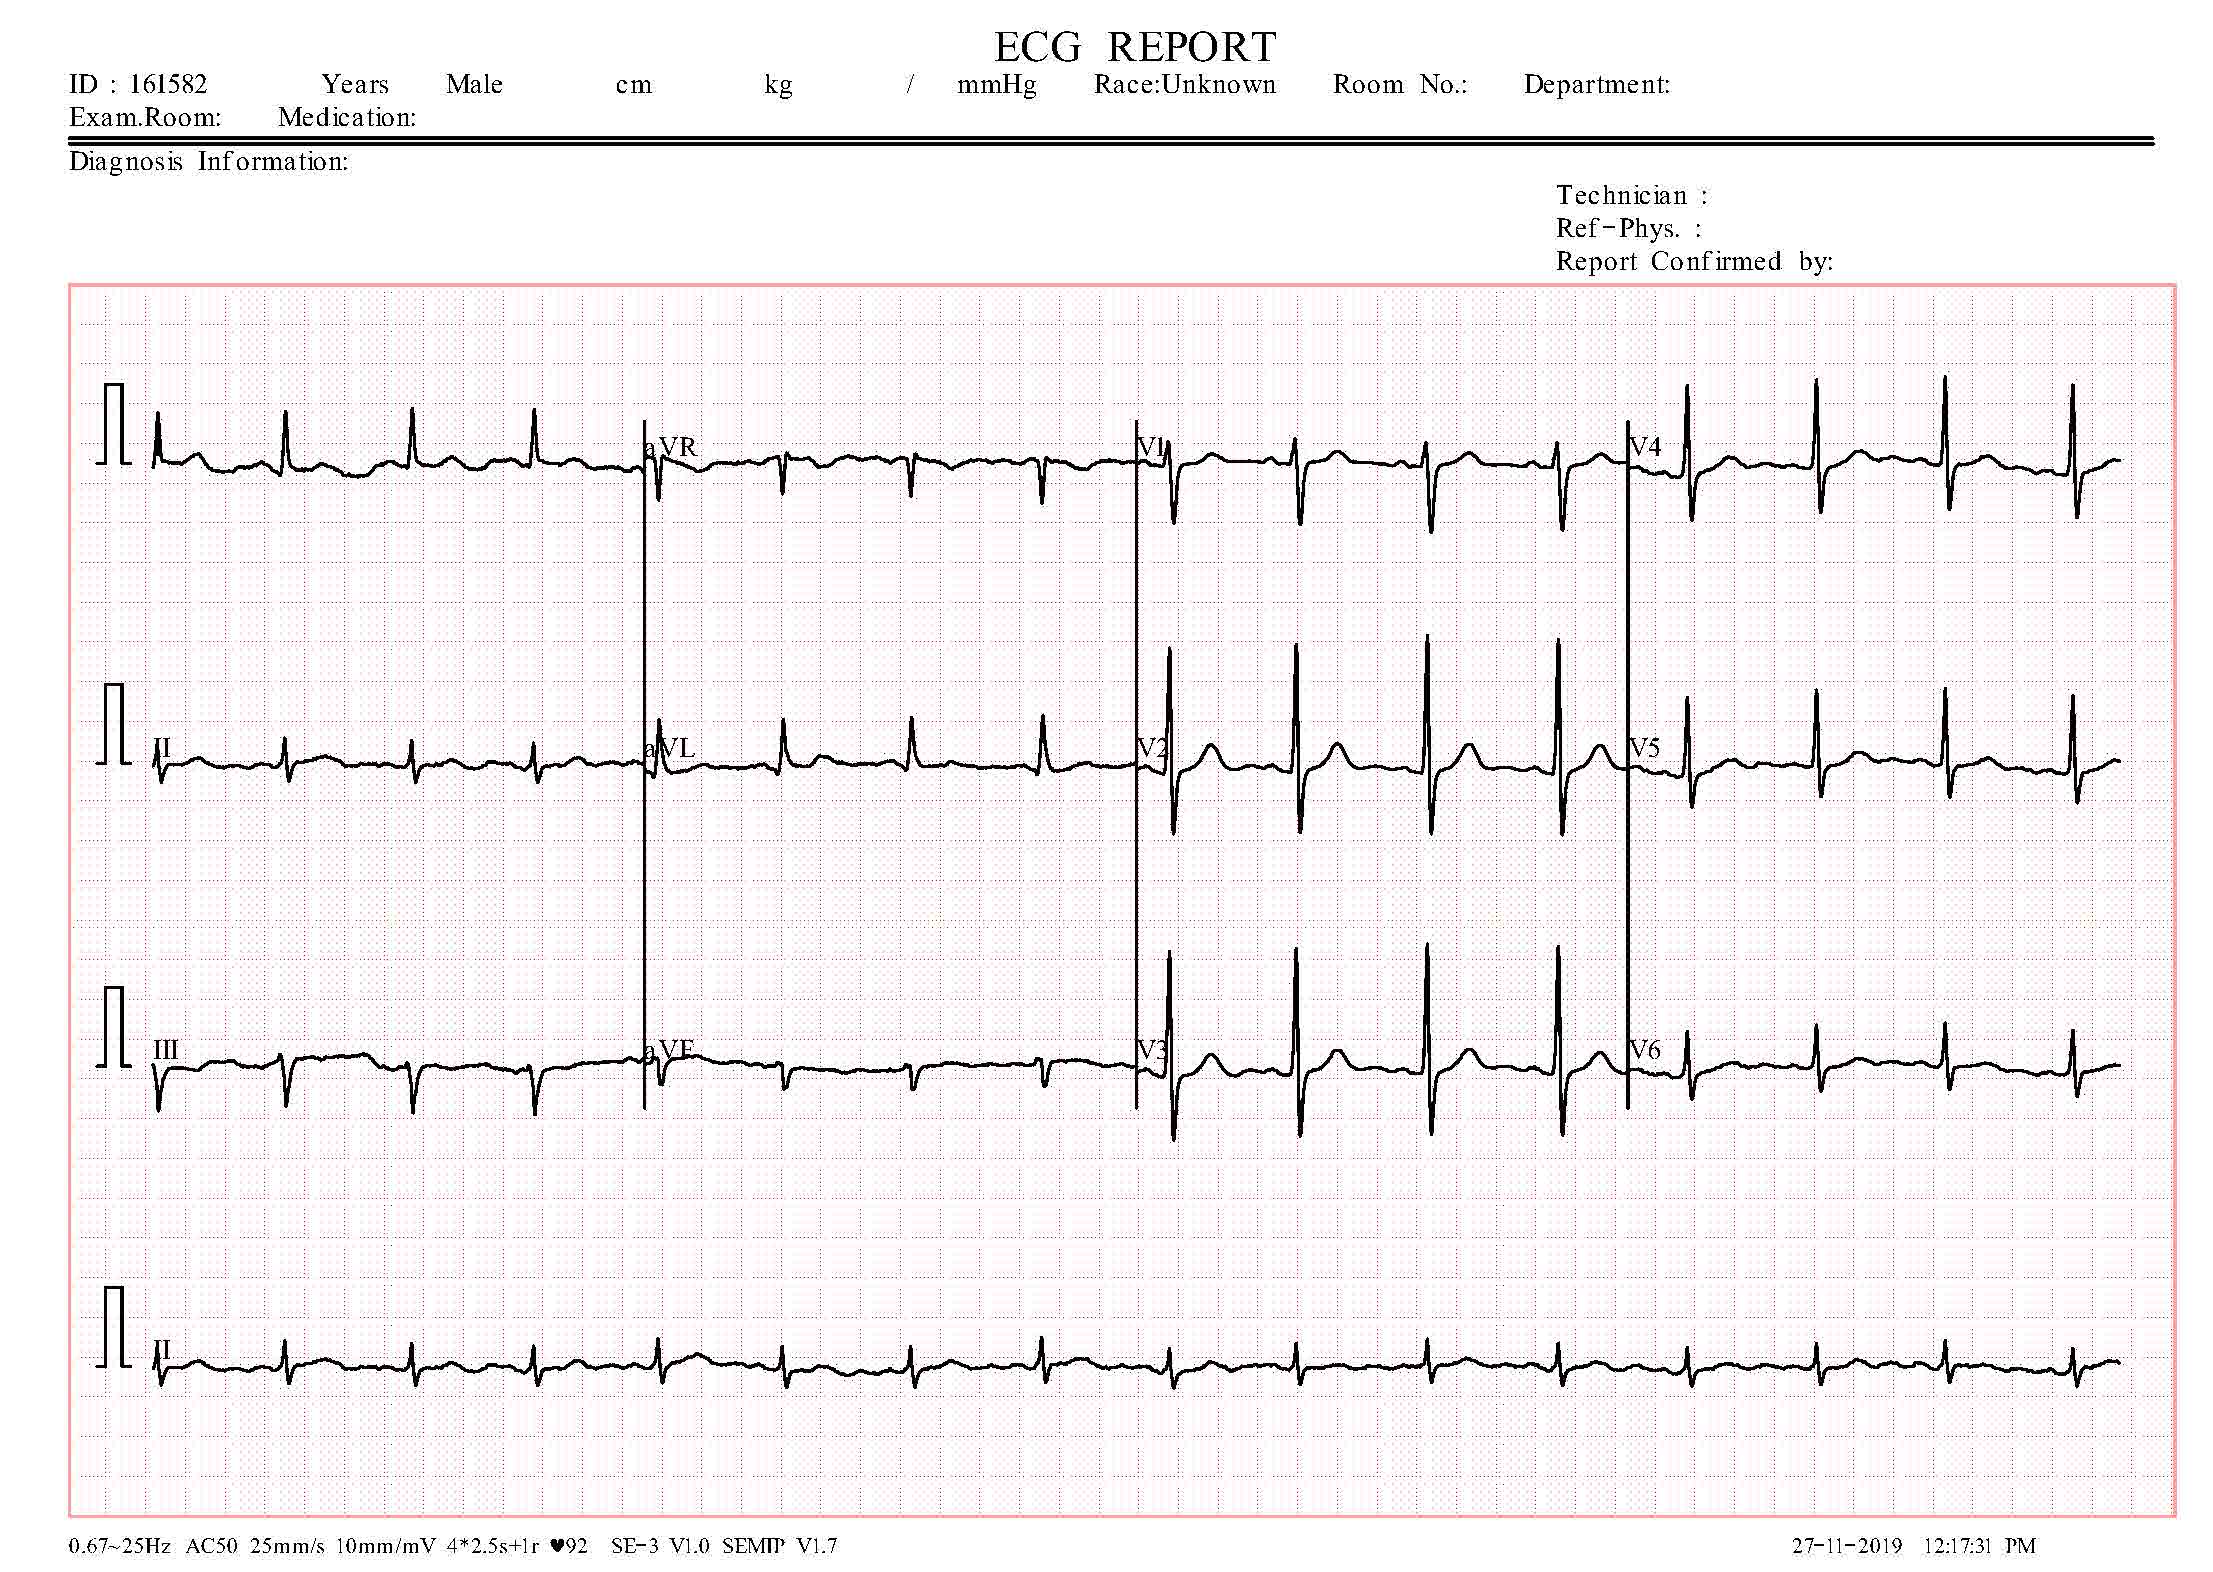 ECG REPORT
ID : 161582 Years Male cm kg / mmHg Race:Unknown Room No.: Department:
Exam.Room: Medication:
Diagnosis Information:
Technician :
Ref-Phys. :
Report Confirmed by:
aVR V1 V4
II aVL V2 V5
III aVF V3 V6
II
0.67~25Hz AC50 25mm/s 10mm/mV 4*2.5s+1r ♥92 SE-3 V1.0 SEMIP V1.7 27-11-2019 12:17:31 PM